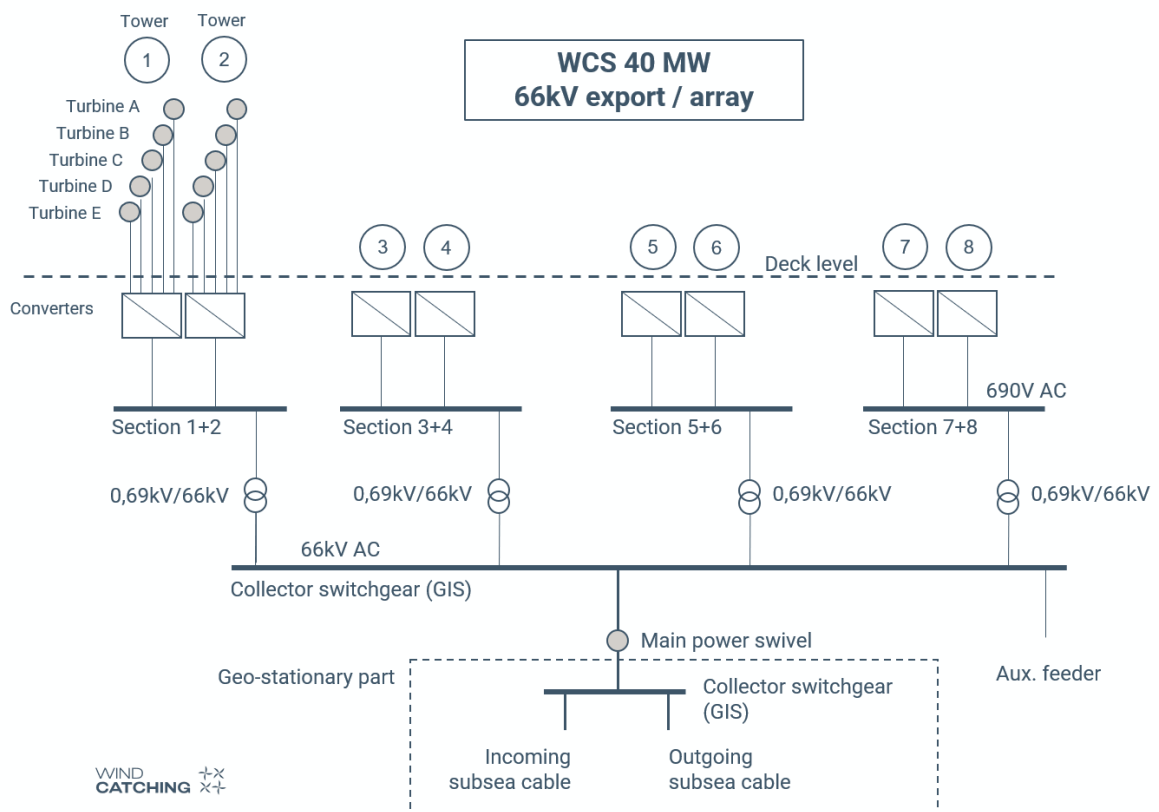 Tower
Tower
1
2
WCS 40 MW
66kV export / array
Turbine A
Turbine B
Turbine C
Turbine D
Turbine E
3
4
5
6
7
8
Deck level
Converters
690V AC
Section 1+2
Section 3+4
Section 5+6
Section 7+8
0,69kV/66kV
0,69kV/66kV
0,69kV/66kV
0,69kV/66kV
66kV AC
Collector switchgear (GIS)
Main power swivel
Geo-stationary part
Aux. feeder
Collector switchgear
(GIS)
Incoming
subsea cable
Outgoing
subsea cable
WIND
CATCHING